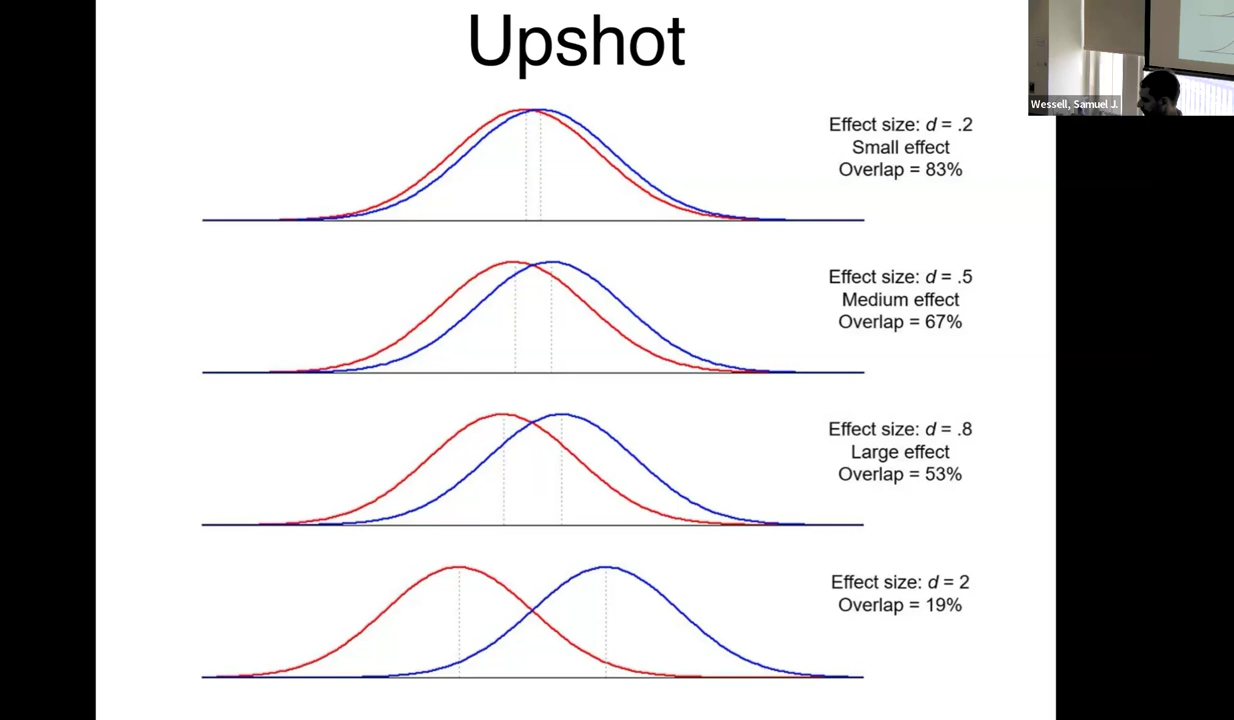 Upshot
Wessell, Samuel J.
Effect size: d = .2
Small effect
Overlap = 83%
Effect size: d = .5
Medium effect
Overlap = 67%
Effect size: d = .8
Large effect
Overlap = 53%
Effect size: d = 2
Overlap = 19%